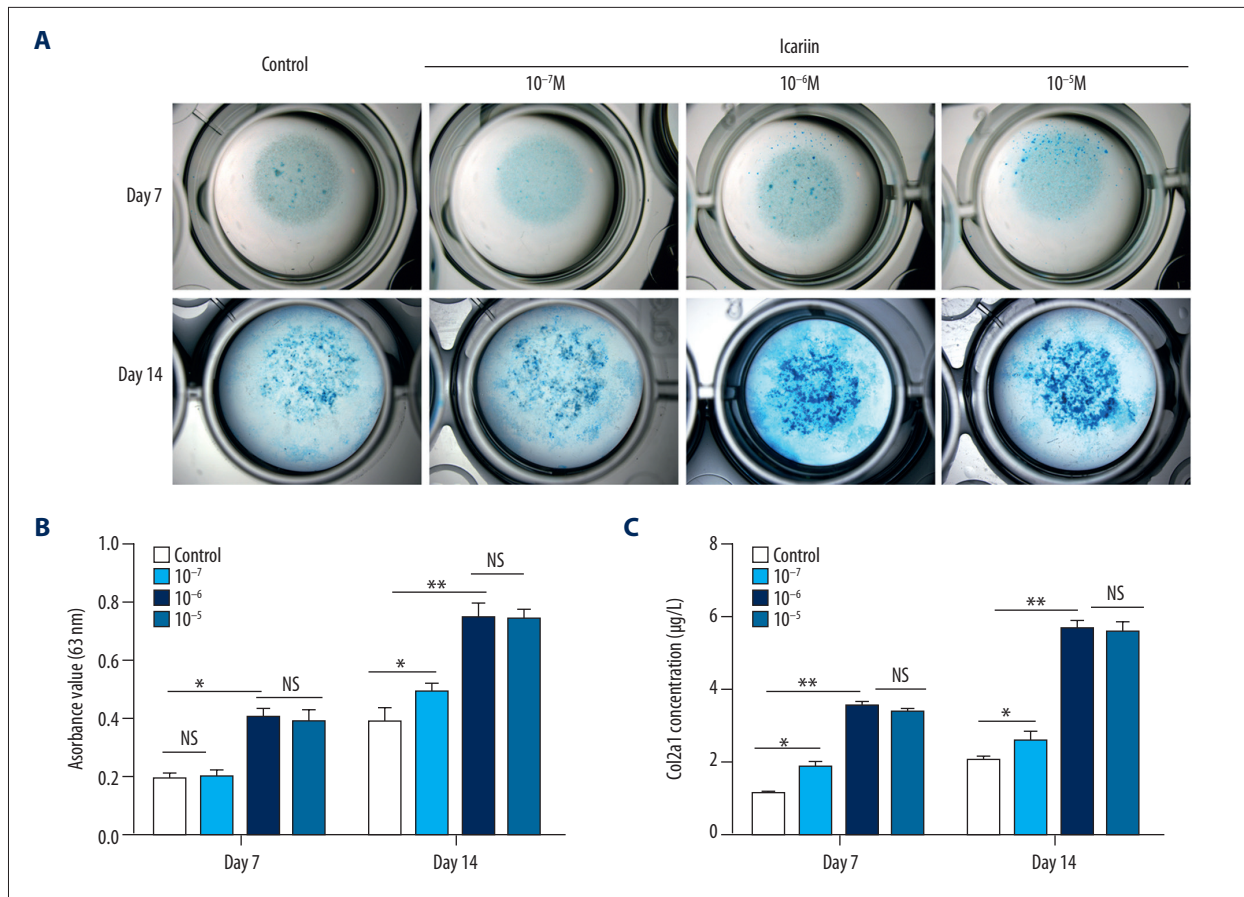 A
Control
Icariin
10⁻⁷M
10⁻⁶M
10⁻⁵M
Day 7
Day 14
B
Asorbance value (63 nm)
1.0
0.8
0.6
0.4
0.2
0.0
Control
10⁻⁷
10⁻⁶
10⁻⁵
NS
*
NS
*
**
NS
Day 7
Day 14
C
Col2a1 concentration (µg/L)
8
6
4
2
0
Control
10⁻⁷
10⁻⁶
10⁻⁵
*
**
NS
*
**
NS
Day 7
Day 14